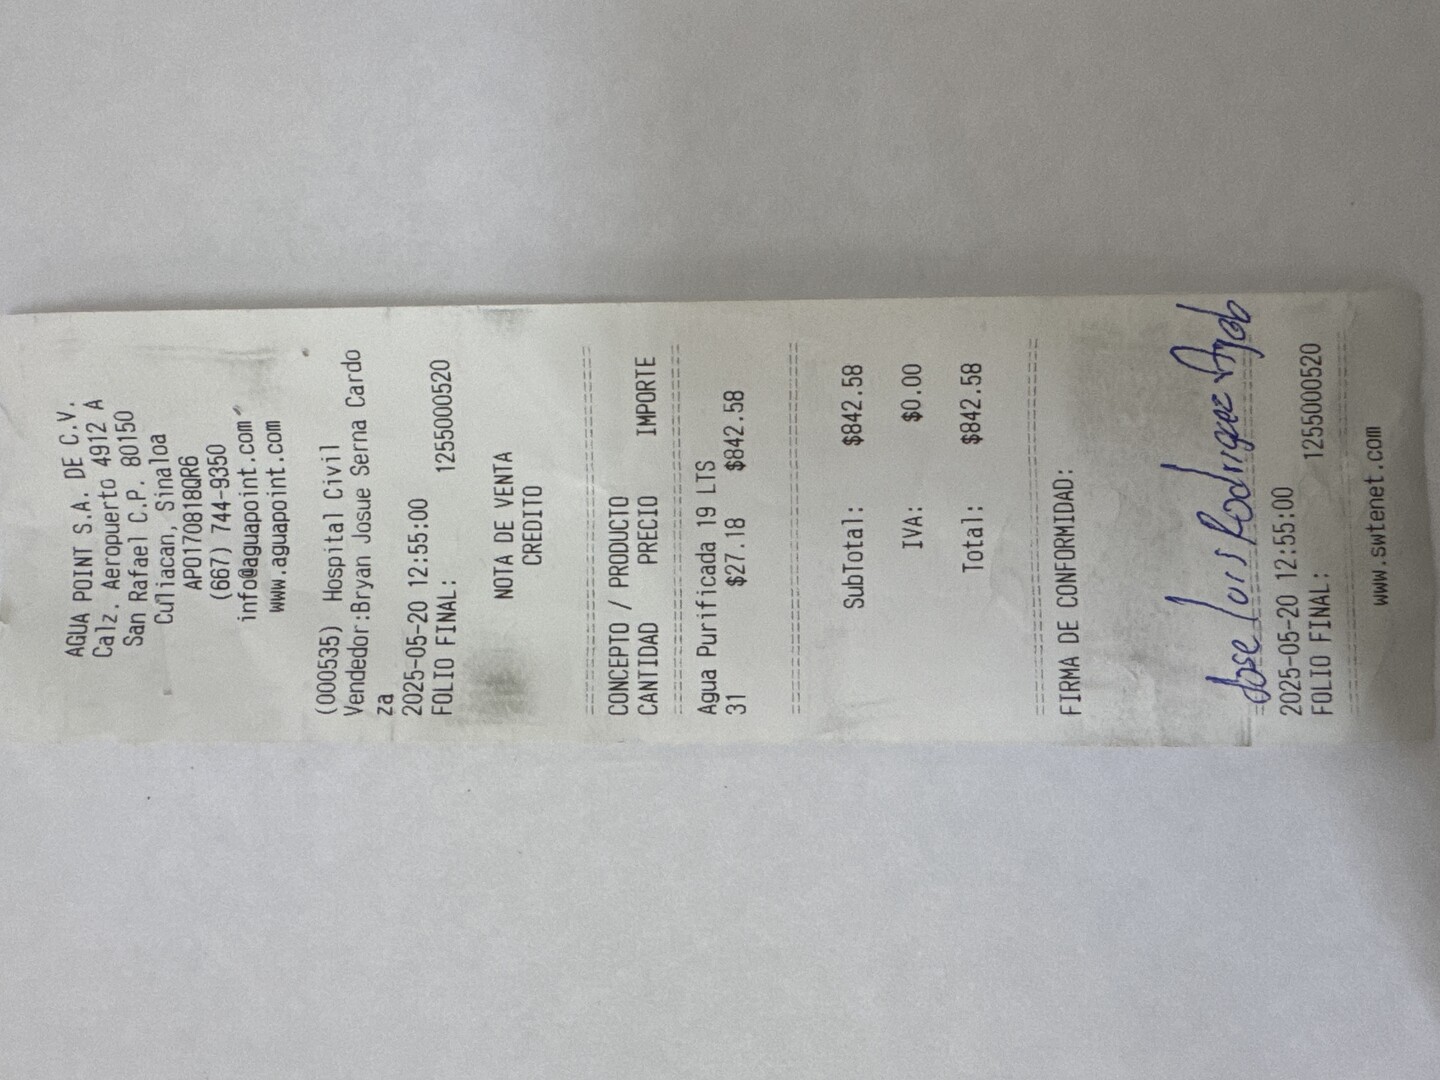 AGUA POINT S.A. DE C.V.
Calz. Aeropuerto 4912 A
San Rafael C.P. 80150
Culiacan, Sinaloa
APO170818QR6
(667) 744-9350
info@aguapoint.com
www.aguapoint.com
(000535) Hospital Civil
Vendedor:Bryan Josue Serna Cardo
za
2025-05-20 12:55:00
FOLIO FINAL: 1255000520
NOTA DE VENTA
CREDITO
CONCEPTO / PRODUCTO
CANTIDAD PRECIO IMPORTE
Agua Purificada 19 LTS
31 $27.18 $842.58
SubTotal: $842.58
IVA: $0.00
Total: $842.58
FIRMA DE CONFORMIDAD:
Jose Luis Rodriguez
2025-05-20 12:55:00
FOLIO FINAL: 1255000520
www.swtenet.com